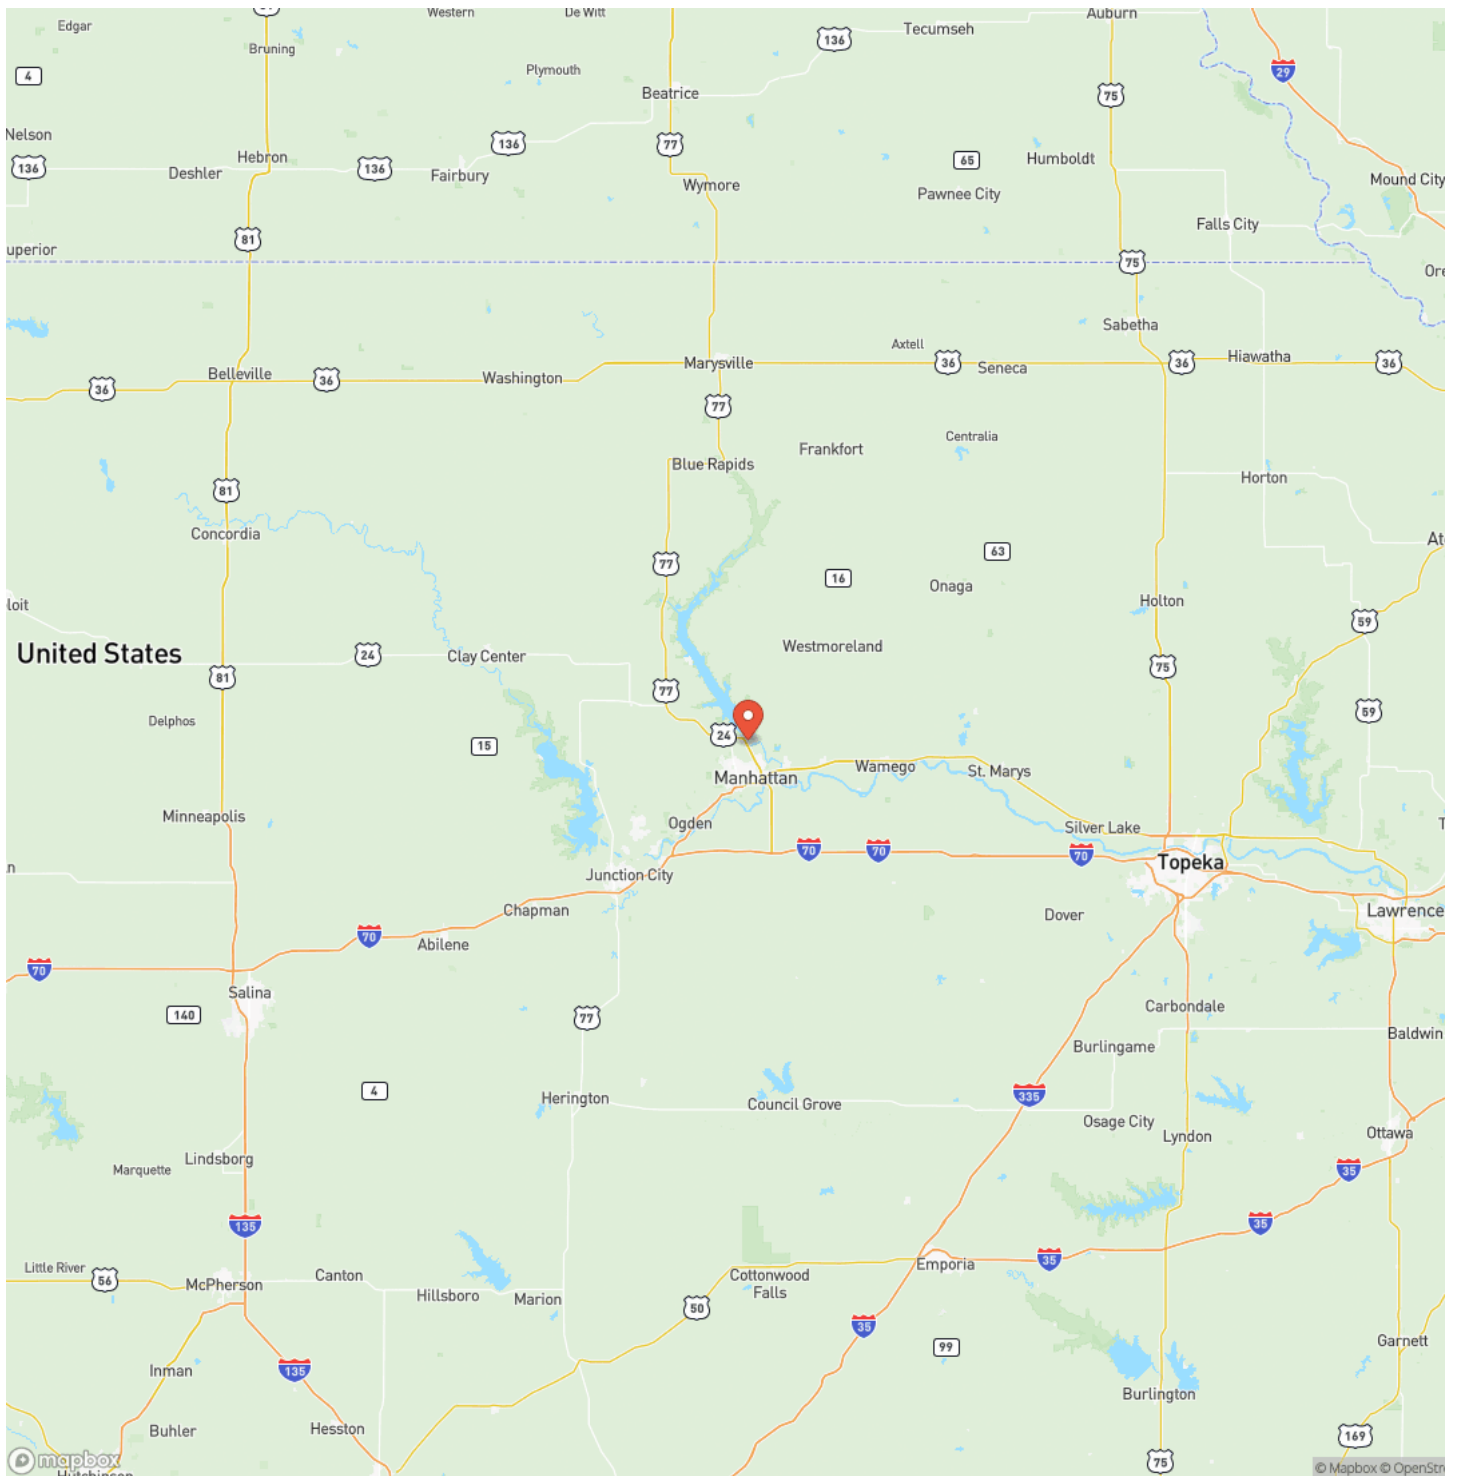 81
Western
De Witt
Auburn
Edgar
Tecumseh
136
Bruning
Plymouth
29
4
Beatrice
75
Nelson
136
77
Hebron
136
136
Deshler
Fairbury
65
Humboldt
Wymore
Pawnee City
Mound City
Falls City
81
uperior
75
Ore
Sabetha
Axtell
Hiawatha
Marysville
36
Seneca
36
36
Belleville
36
Washington
36
77
Centralia
Frankfort
Blue Rapids
Horton
81
Concordia
At
63
77
16
Onaga
loit
Holton
59
United States
24
Clay Center
Westmoreland
81
75
77
59
Delphos
24
15
Manhattan
Wamego
St. Marys
Minneapolis
Ogden
Silver Lake
T
70
70
70
n
Topeka
Junction City
Chapman
Dover
Lawrence
70
Abilene
70
Salina
140
77
Carbondale
Baldwin
Burlingame
4
Herington
335
Council Grove
Osage City
Lyndon
Ottawa
Lindsborg
Marquette
35
135
35
Little River
56
McPherson
Canton
Hillsboro
Marion
Cottonwood
Falls
Emporia
35
50
35
99
Garnett
Inman
135
Burlington
Buhler
Hesston
169
75
mapbox
Hutchinson
© Mapbox © OpenStre